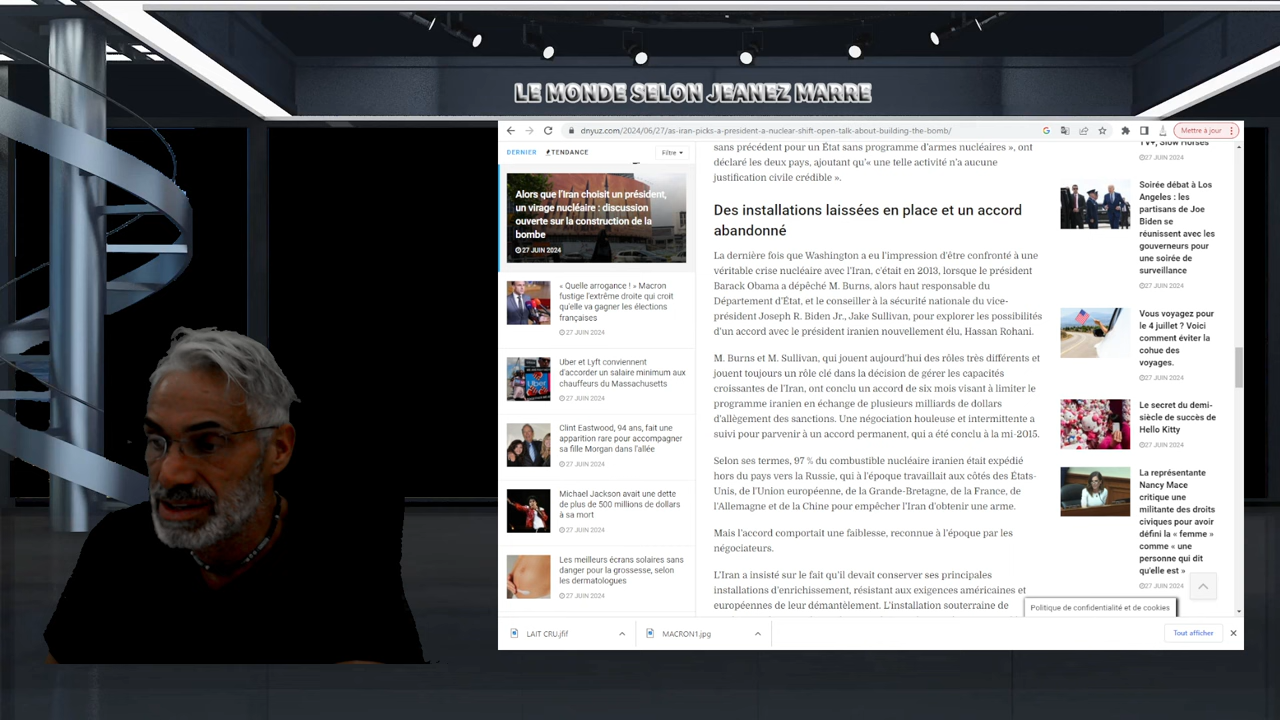 LE MONDE SELON JEANEZ MARRE
dnyuz.com/2024/06/27/as-iran-picks-a-president-a-nuclear-shift-open-talk-about-building-the-bomb/
Mettre à jour
DERNIER
TENDANCE
Filtre
Alors que l'Iran choisit un président,
un virage nucléaire : discussion
ouverte sur la construction de la
bombe
27 JUIN 2024
« Quelle arrogance ! » Macron
fustige l'extrême droite qui croit
qu'elle va gagner les élections
françaises
27 JUIN 2024
Uber et Lyft conviennent
d'accorder un salaire minimum aux
chauffeurs du Massachusetts
27 JUIN 2024
Clint Eastwood, 94 ans, fait une
apparition rare pour accompagner
sa fille Morgan dans l'allée
27 JUIN 2024
Michael Jackson avait une dette
de plus de 500 millions de dollars
à sa mort
27 JUIN 2024
Les meilleurs écrans solaires sans
danger pour la grossesse, selon
les dermatologues
27 JUIN 2024
sans précédent pour un État sans programme d'armes nucléaires », ont
déclaré les deux pays, ajoutant qu'« une telle activité n'a aucune
justification civile crédible ».
Des installations laissées en place et un accord
abandonné
La dernière fois que Washington a eu l'impression d'être confronté à une
véritable crise nucléaire avec l'Iran, c'était en 2013, lorsque le président
Barack Obama a dépêché M. Burns, alors haut responsable du
Département d'État, et le conseiller à la sécurité nationale du vice-
président Joseph R. Biden Jr., Jake Sullivan, pour explorer les possibilités
d'un accord avec le président iranien nouvellement élu, Hassan Rohani.
M. Burns et M. Sullivan, qui jouent aujourd'hui des rôles très différents et
jouent toujours un rôle clé dans la décision de gérer les capacités
croissantes de l'Iran, ont conclu un accord de six mois visant à limiter le
programme iranien en échange de plusieurs milliards de dollars
d'allègement des sanctions. Une négociation houleuse et intermittente a
suivi pour parvenir à un accord permanent, qui a été conclu à la mi-2015.
Selon ses termes, 97 % du combustible nucléaire iranien était expédié
hors du pays vers la Russie, qui à l'époque travaillait aux côtés des États-
Unis, de l'Union européenne, de la Grande-Bretagne, de la France, de
l'Allemagne et de la Chine pour empêcher l'Iran d'obtenir une arme.
Mais l'accord comportait une faiblesse, reconnue à l'époque par les
négociateurs.
L'Iran a insisté sur le fait qu'il devait conserver ses principales
installations d'enrichissement, résistant aux exigences américaines et
européennes de leur démantèlement. L'installation souterraine de
TV+, Slow Horses
27 JUIN 2024
Soirée débat à Los
Angeles : les
partisans de Joe
Biden se
réunissent avec les
gouverneurs pour
une soirée de
surveillance
27 JUIN 2024
Vous voyagez pour
le 4 juillet ? Voici
comment éviter la
cohue des
voyages.
27 JUIN 2024
Le secret du demi-
siècle de succès de
Hello Kitty
27 JUIN 2024
La représentante
Nancy Mace
critique une
militante des droits
civiques pour avoir
défini la « femme »
comme « une
personne qui dit
qu'elle est »
27 JUIN 2024
Politique de confidentialité et de cookies
LAIT CRU.jfif
MACRON1.jpg
Tout afficher